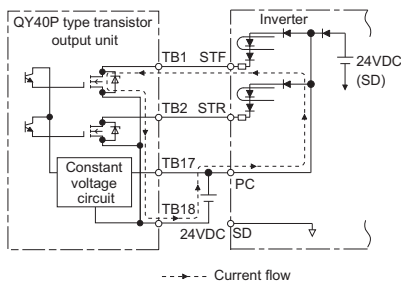 QY40P type transistor
output unit
Inverter
TB1 STF
24VDC
(SD)
TB2 STR
Constant
voltage
circuit
TB17
PC
TB18
24VDC SD
Current flow